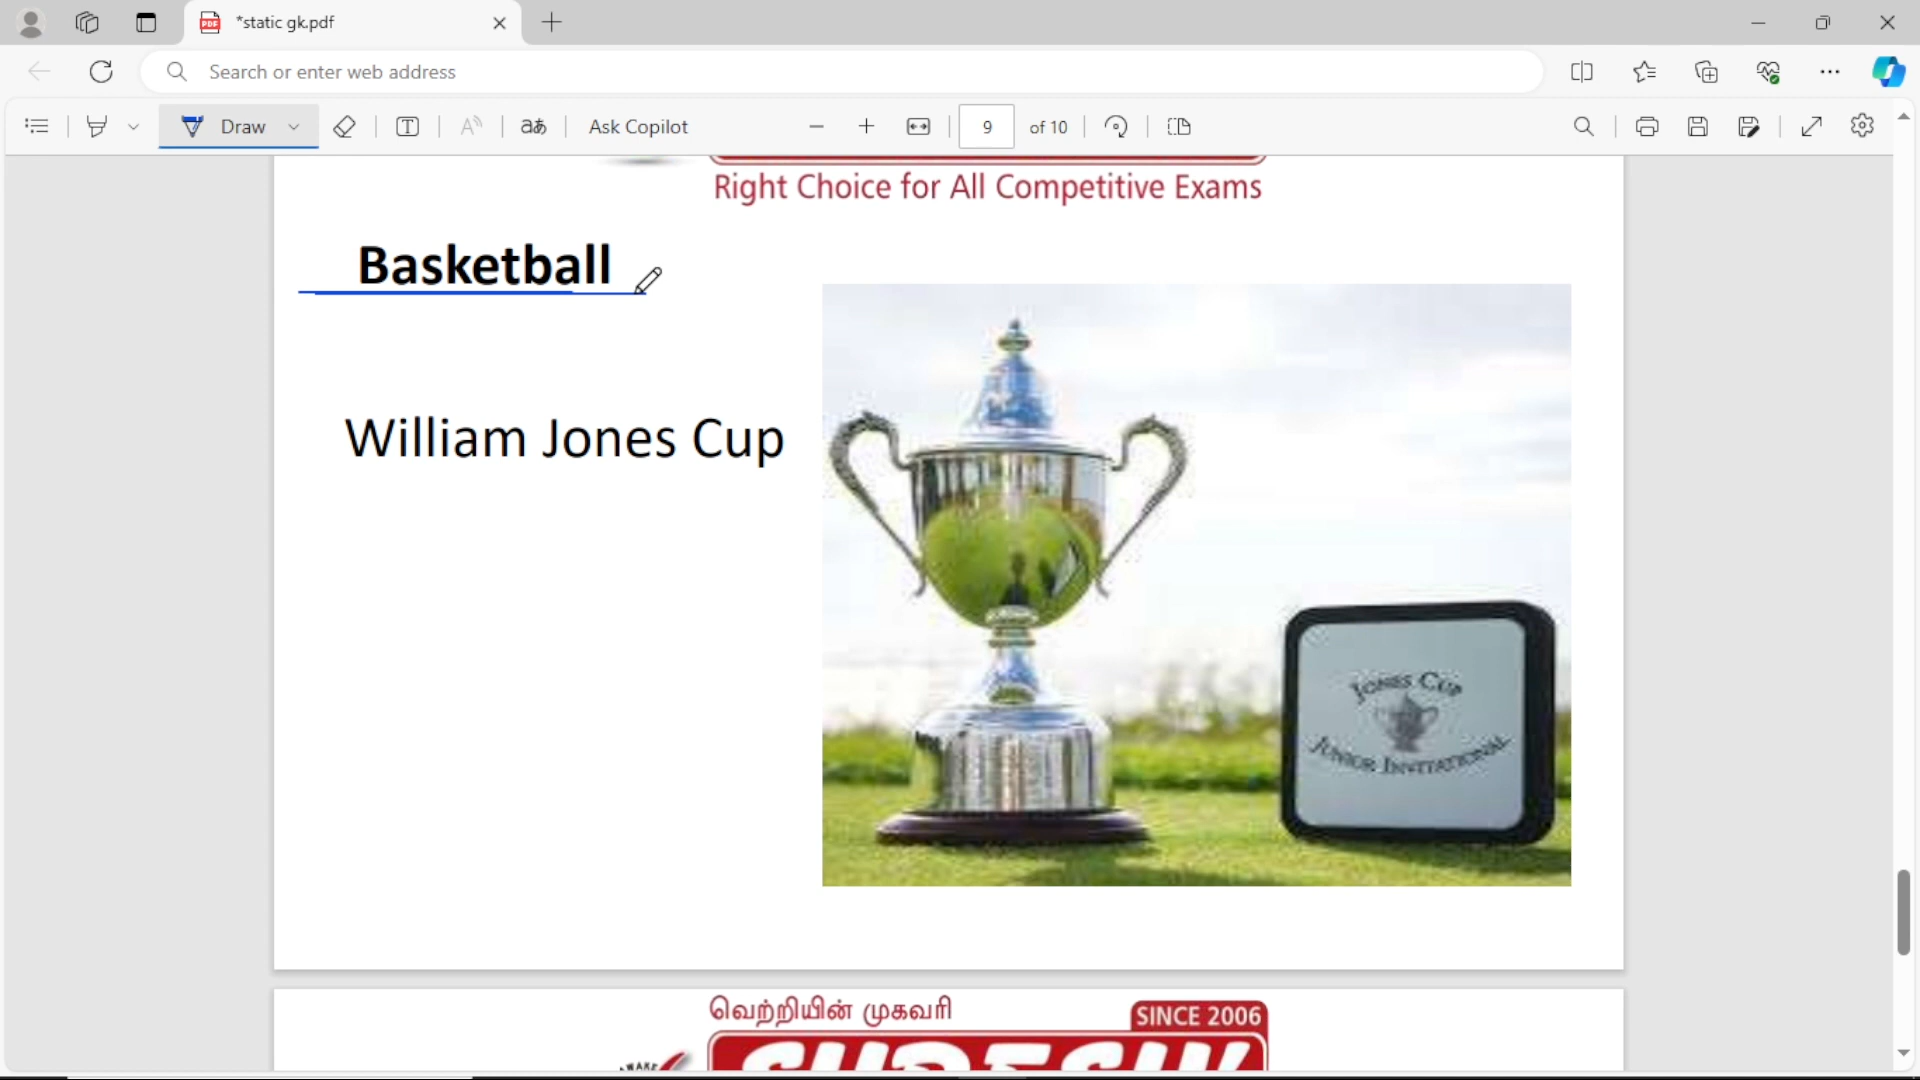 *static gk.pdf
Search or enter web address
Draw
Ask Copilot
9 of 10
Right Choice for All Competitive Exams
Basketball
William Jones Cup
JONES CUP
JUNIOR INVITATIONAL
வெற்றியின் முகவரி
SINCE 2006